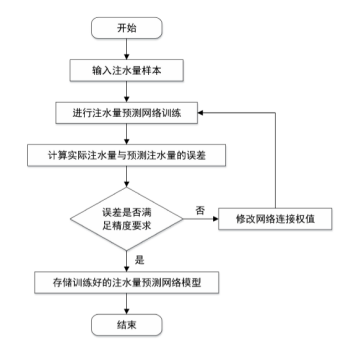 开始
输入注水量样本
进行注水量预测网络训练
计算实际注水量与预测注水量的误差
误差是否满
足精度要求
否
修改网络连接权值
是
存储训练好的注水量预测网络模型
结束